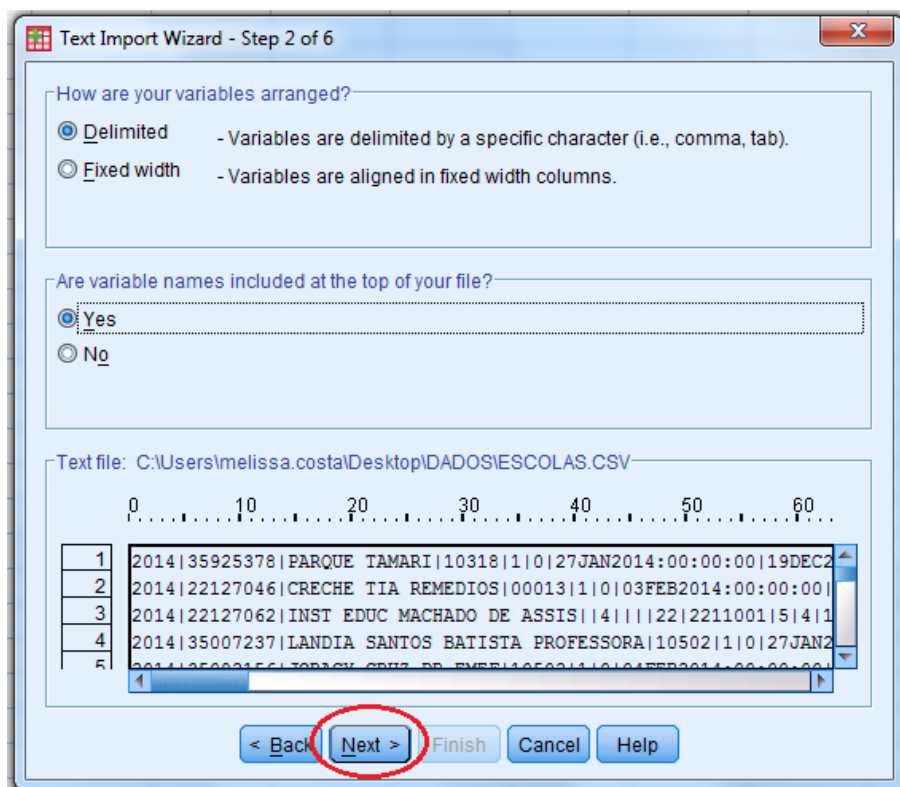 Text Import Wizard - Step 2 of 6
How are your variables arranged?
Delimited - Variables are delimited by a specific character (i.e., comma, tab).
Fixed width - Variables are aligned in fixed width columns.
Are variable names included at the top of your file?
Yes
No
Text file: C:\Users\melissa.costa\Desktop\DADOS\ESCOLAS.CSV
0 10 20 30 40 50 60
1 2014|35925378|PARQUE TAMARI|10318|1|0|27JAN2014:00:00:00|19DEC2
2 2014|22127046|CRECHE TIA REMEDIOS|00013|1|0|03FEB2014:00:00:00|
3 2014|22127062|INST EDUC MACHADO DE ASSIS||4||||22|2211001|5|4|1
4 2014|35007237|LANDIA SANTOS BATISTA PROFESSORA|10502|1|0|27JAN2
5
< Back Next > Finish Cancel Help